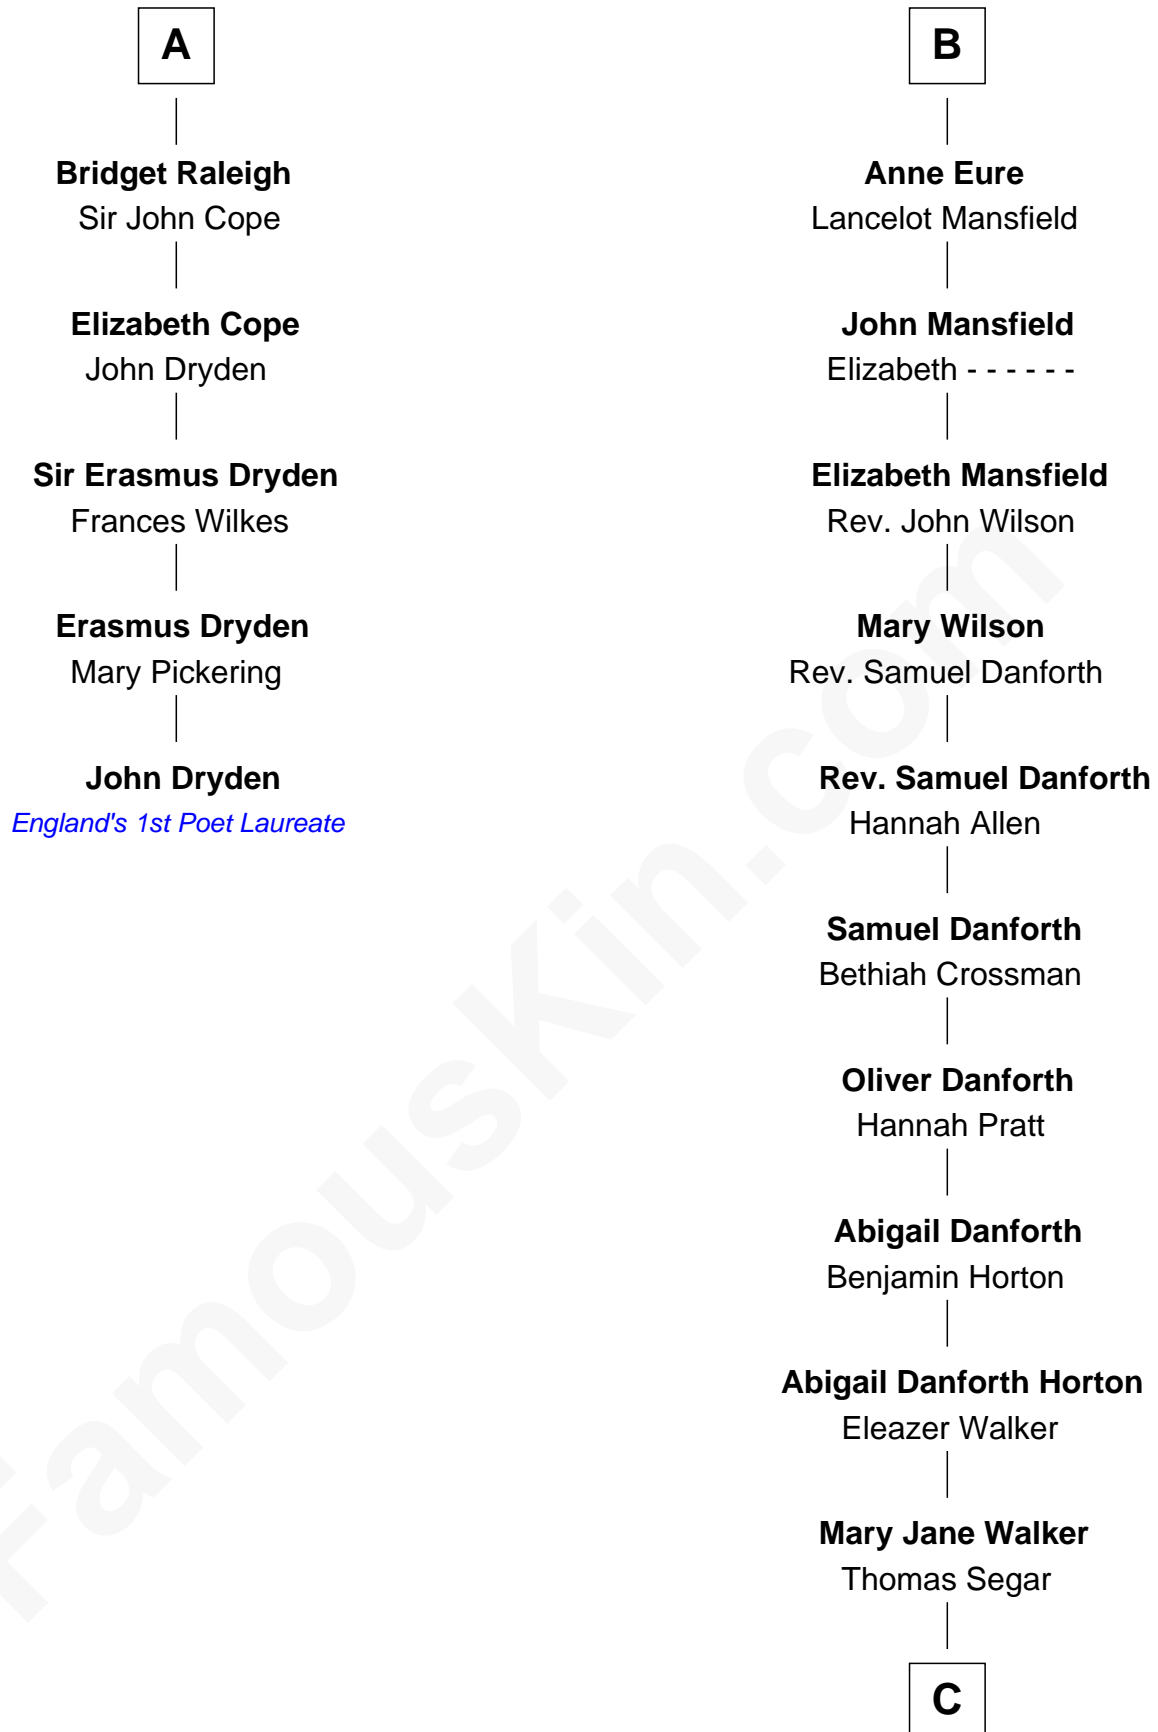 A
Bridget Raleigh
Sir John Cope
Elizabeth Cope
John Dryden
Sir Erasmus Dryden
Frances Wilkes
Erasmus Dryden
Mary Pickering
John Dryden
England's 1st Poet Laureate
B
Anne Eure
Lancelot Mansfield
John Mansfield
Elizabeth - - - - - -
Elizabeth Mansfield
Rev. John Wilson
Mary Wilson
Rev. Samuel Danforth
Rev. Samuel Danforth
Hannah Allen
Samuel Danforth
Bethiah Crossman
Oliver Danforth
Hannah Pratt
Abigail Danforth
Benjamin Horton
Abigail Danforth Horton
Eleazer Walker
Mary Jane Walker
Thomas Segar
C
FamousKin.com